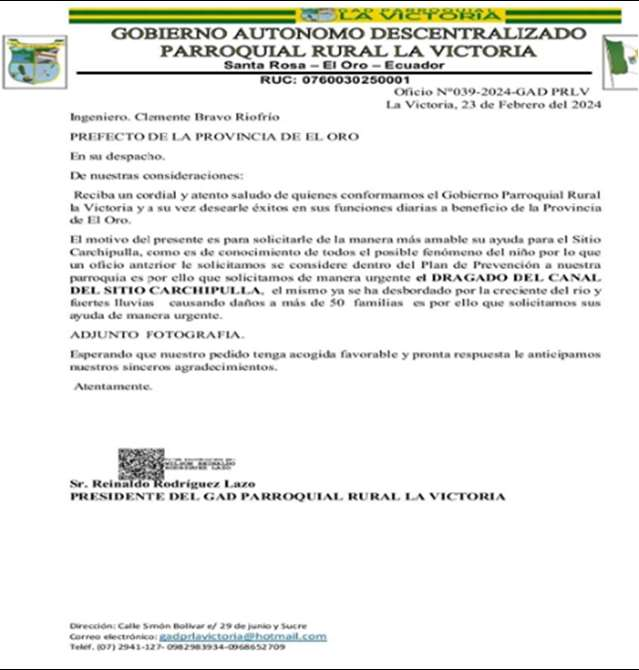 GAD PARROQUIAL
LA VICTORIA
GOBIERNO AUTONOMO DESCENTRALIZADO
PARROQUIAL RURAL LA VICTORIA
Santa Rosa – El Oro – Ecuador
RUC: 0760030250001
Oficio N°039-2024-GAD PRLV
La Victoria, 23 de Febrero del 2024
Ingeniero. Clemente Bravo Riofrío
PREFECTO DE LA PROVINCIA DE EL ORO
En su despacho.
De nuestras consideraciones:
Reciba un cordial y atento saludo de quienes conformamos el Gobierno Parroquial Rural
la Victoria y a su vez desearle éxitos en sus funciones diarias a beneficio de la Provincia
de El Oro.
El motivo del presente es para solicitarle de la manera más amable su ayuda para el Sitio
Carchipulla, como es de conocimiento de todos el posible fenómeno del niño por lo que
un oficio anterior le solicitamos se considere dentro del Plan de Prevención a nuestra
parroquia es por ello que solicitamos de manera urgente el DRAGADO DEL CANAL
DEL SITIO CARCHIPULLA, el mismo ya se ha desbordado por la creciente del río y
fuertes lluvias causando daños a más de 50 familias es por ello que solicitamos sus
ayuda de manera urgente.
ADJUNTO FOTOGRAFIA.
Esperando que nuestro pedido tenga acogida favorable y pronta respuesta le anticipamos
nuestros sinceros agradecimientos.
Atentamente.
WILSON REINALDO
RODRIGUEZ LAZO
Sr. Reinaldo Rodríguez Lazo
PRESIDENTE DEL GAD PARROQUIAL RURAL LA VICTORIA
Dirección: Calle Simón Bolívar e/ 29 de junio y Sucre
Correo electrónico: gadprlavictoria@hotmail.com
Teléf. (07) 2941-127- 0982983934-0968652709